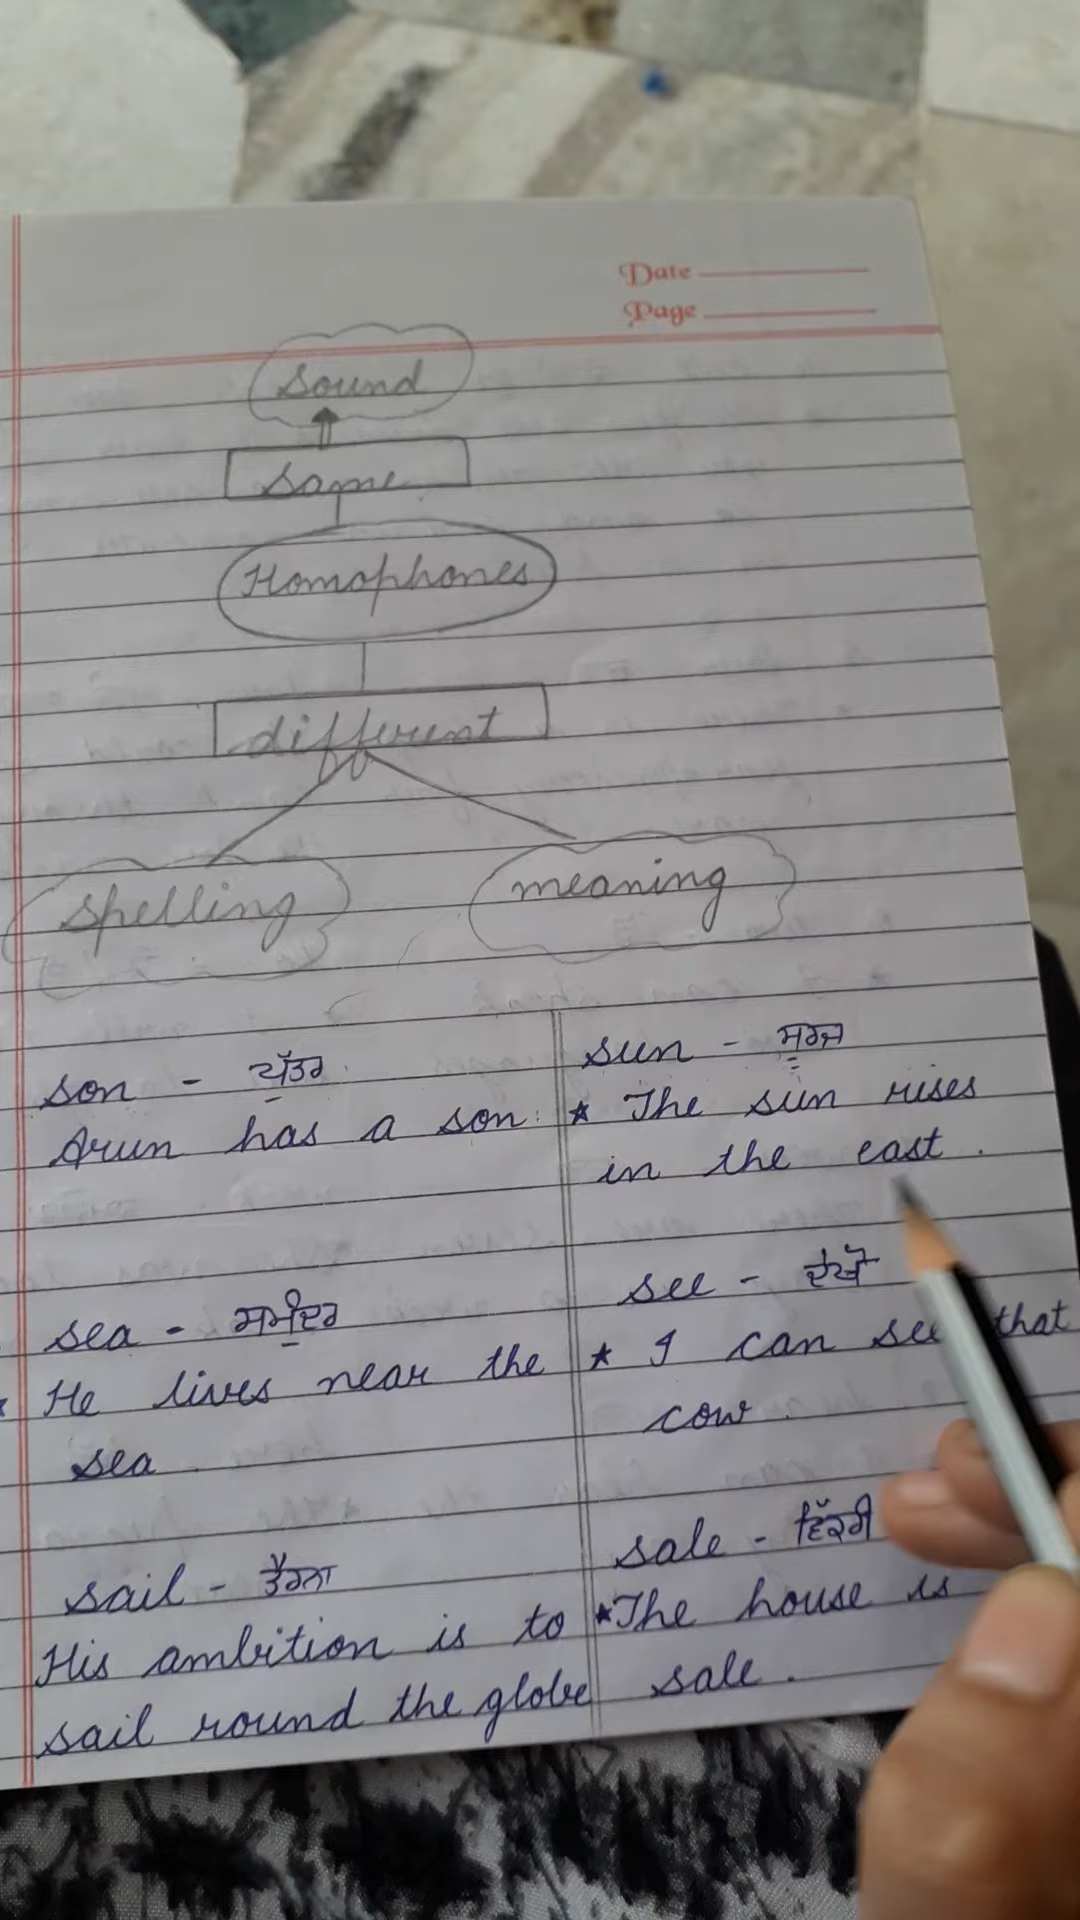 Date
Page
Sound
Same
Homophones
different
spelling
meaning
son - ਪੁੱਤਰ
Arun has a son.
sun - ਸੂਰਜ
★ The sun rises
in the east.
sea - ਸਮੁੰਦਰ
★ He lives near the
sea.
see - ਦੇਖੋ
★ I can see that
cow.
sail - ਤੈਰਨਾ
His ambition is to
sail round the globe
sale - ਵਿੱਕਰੀ
★ The house is
sale.